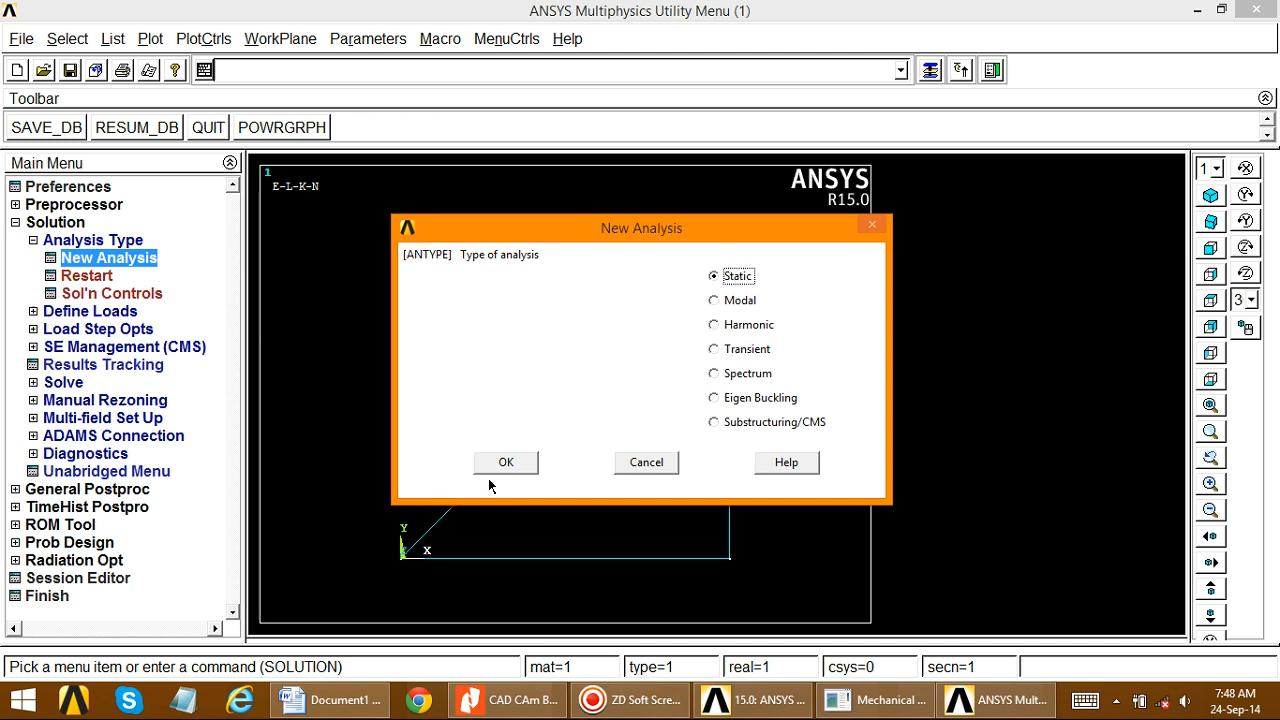 ANSYS Multiphysics Utility Menu (1)
File Select List Plot PlotCtrls WorkPlane Parameters Macro MenuCtrls Help
Toolbar
SAVE_DB RESUM_DB QUIT POWRGRPH
Main Menu
Preferences
Preprocessor
Solution
Analysis Type
New Analysis
Restart
Sol'n Controls
Define Loads
Load Step Opts
SE Management (CMS)
Results Tracking
Solve
Manual Rezoning
Multi-field Set Up
ADAMS Connection
Diagnostics
Unabridged Menu
General Postproc
TimeHist Postpro
ROM Tool
Prob Design
Radiation Opt
Session Editor
Finish
1
E-L-K-N
ANSYS
R15.0
New Analysis
[ANTYPE] Type of analysis
Static
Modal
Harmonic
Transient
Spectrum
Eigen Buckling
Substructuring/CMS
OK Cancel Help
Y
X
1
3
Pick a menu item or enter a command (SOLUTION) mat=1 type=1 real=1 csys=0 secn=1
Document1 ... CAD CAm B... ZD Soft Scre... 15.0: ANSYS ... Mechanical ... ANSYS Mult...
7:48 AM
24-Sep-14